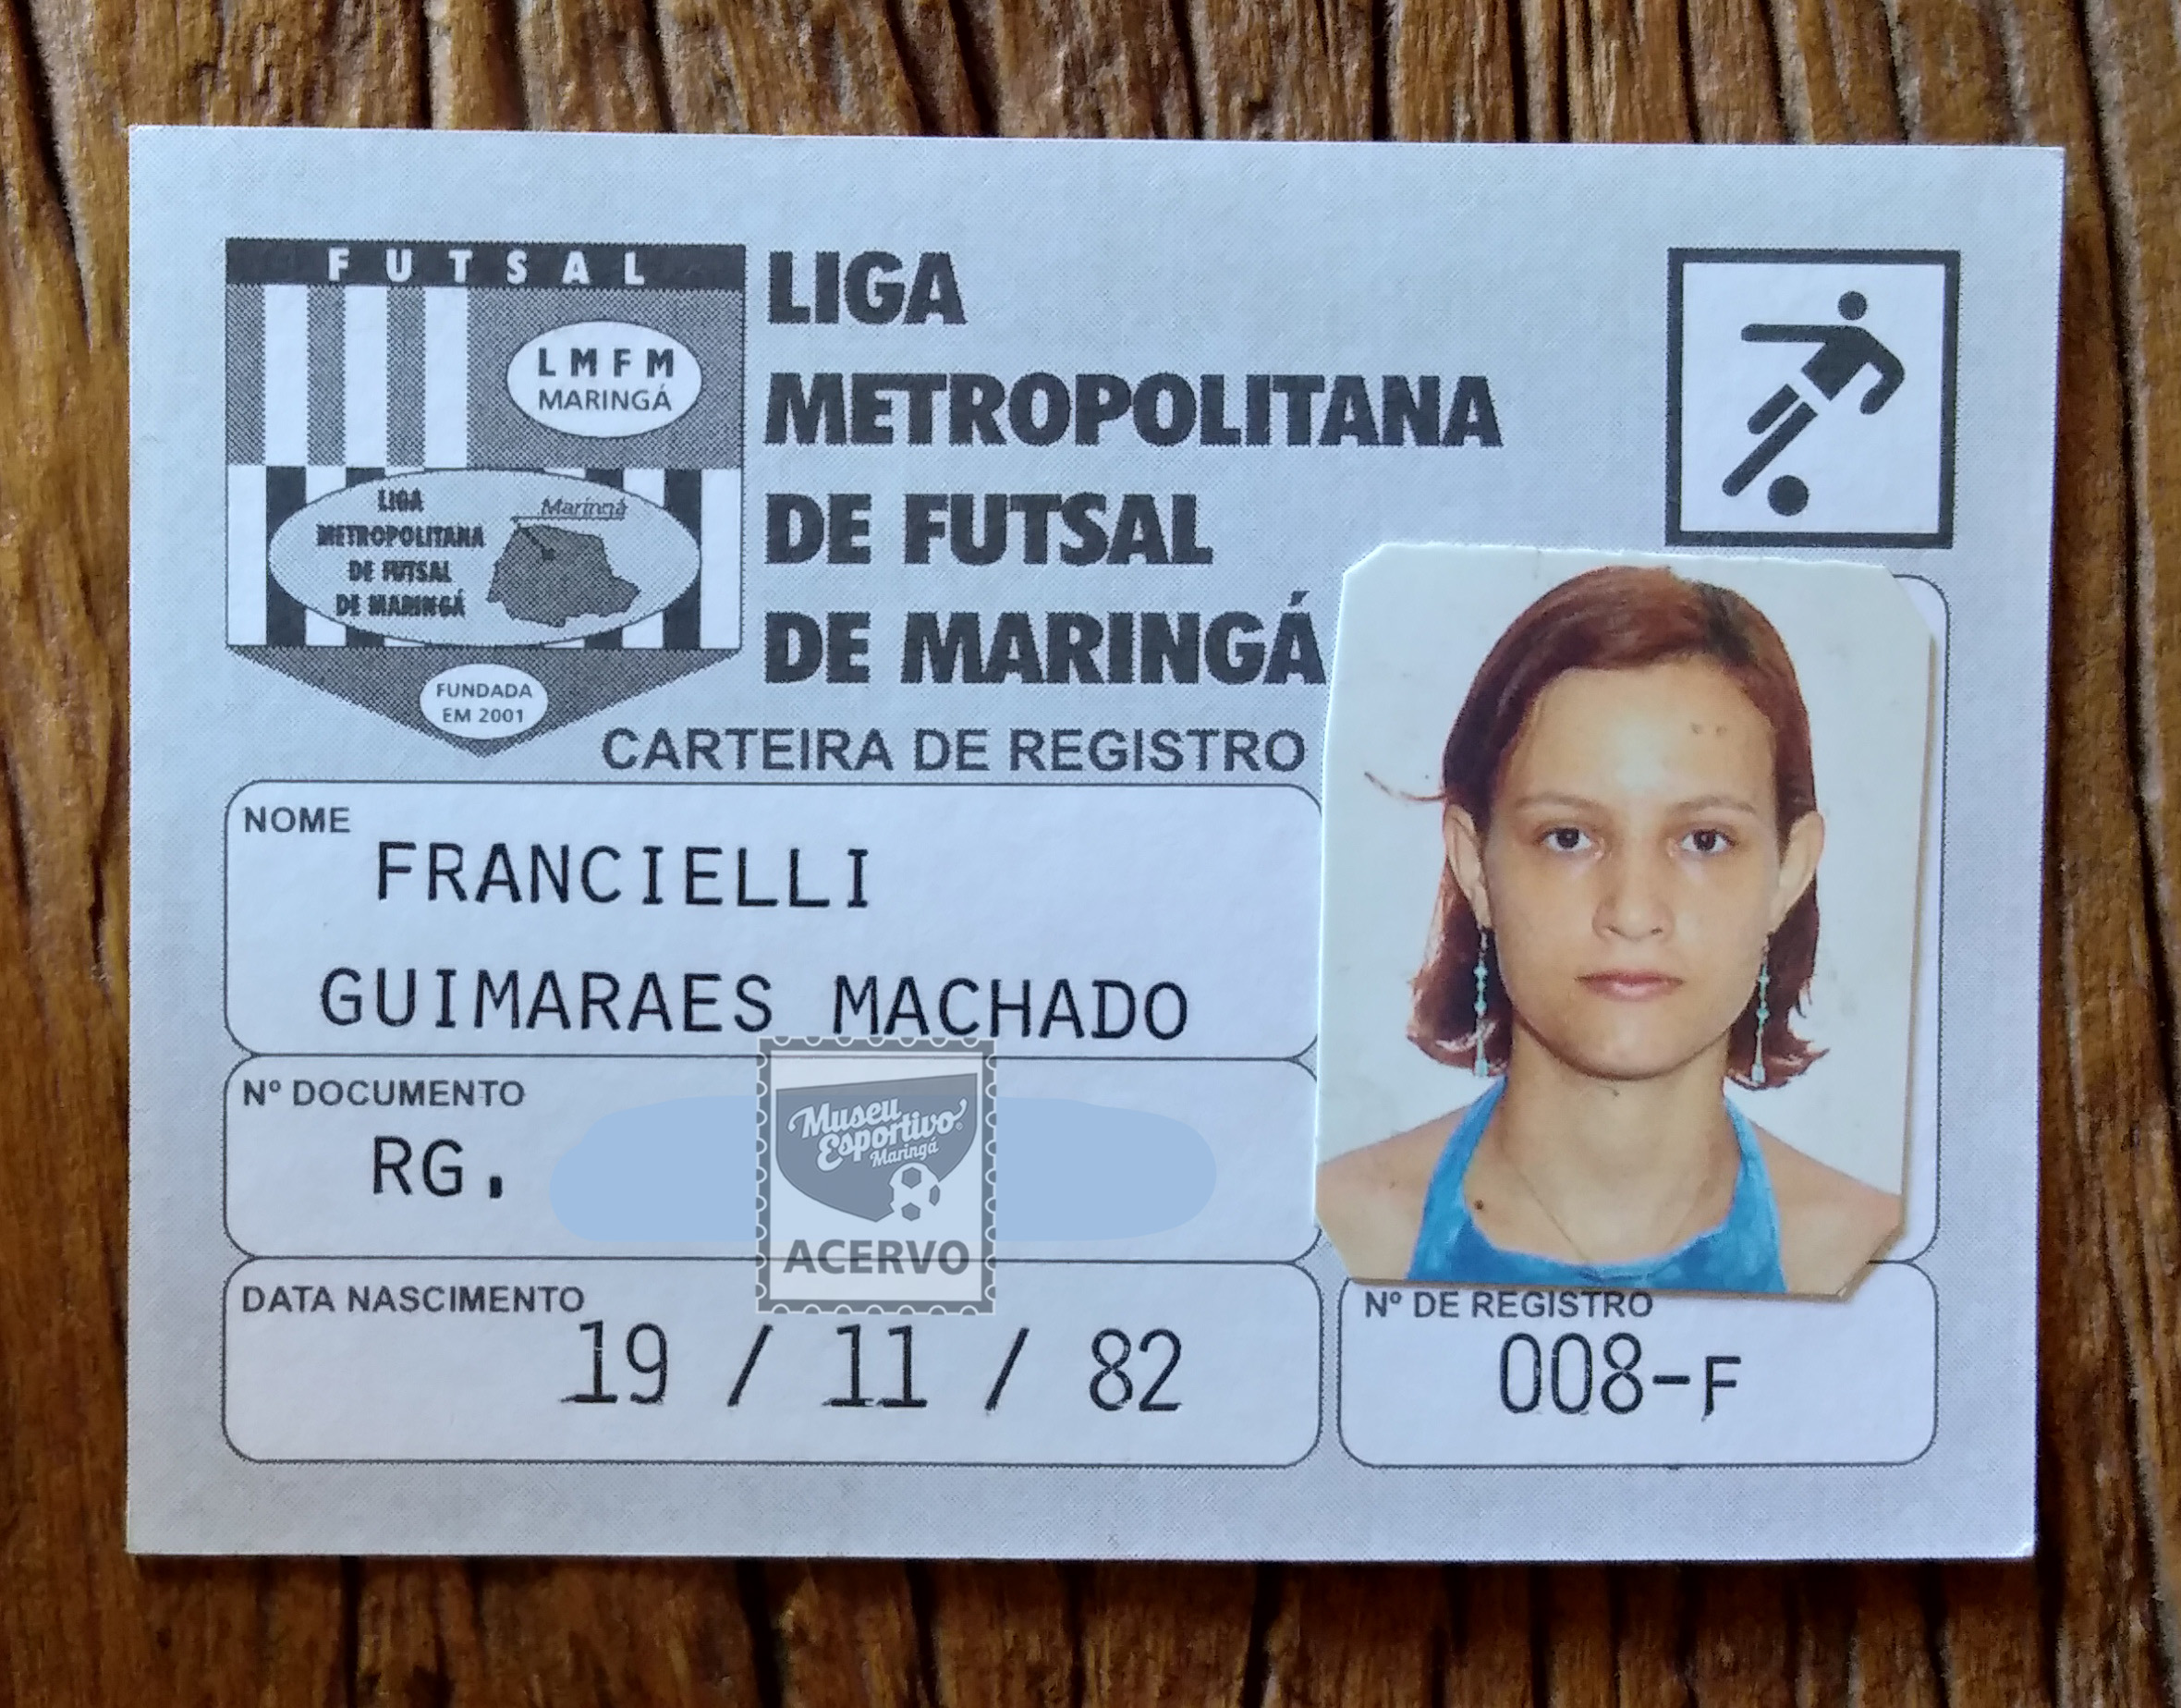 FUTSAL
LMFM
MARINGÁ
LIGA
METROPOLITANA
DE FUTSAL
DE MARINGÁ
Maringá
FUNDADA
EM 2001
LIGA
METROPOLITANA
DE FUTSAL
DE MARINGÁ
CARTEIRA DE REGISTRO
NOME
FRANCIELLI
GUIMARAES MACHADO
Nº DOCUMENTO
RG.
Museu
Esportivo
Maringá
ACERVO
DATA NASCIMENTO
19 / 11 / 82
Nº DE REGISTRO
008-F